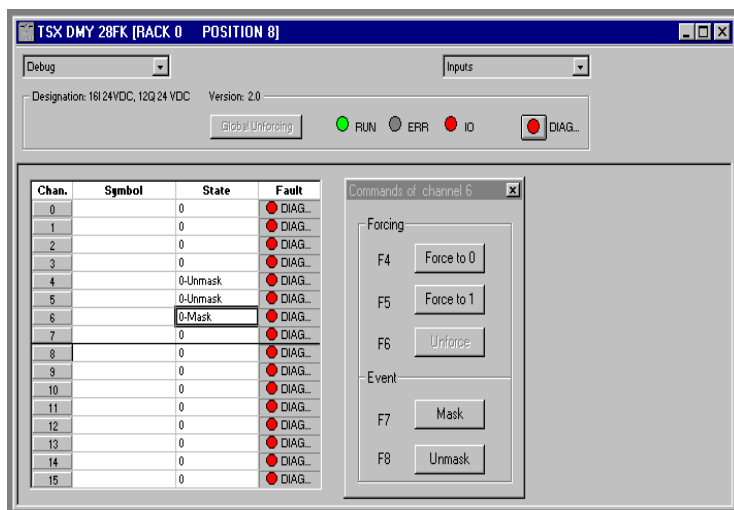 TSX DMY 28FK [RACK 0 POSITION 8]
Debug
Inputs
Designation: 16I 24VDC, 12Q 24 VDC Version: 2.0
Global Unforcing
RUN ERR IO DIAG...
Chan. Symbol State Fault
0 0 DIAG...
1 0 DIAG...
2 0 DIAG...
3 0 DIAG...
4 0-Unmask DIAG...
5 0-Unmask DIAG...
6 0-Mask DIAG...
7 0 DIAG...
8 0 DIAG...
9 0 DIAG...
10 0 DIAG...
11 0 DIAG...
12 0 DIAG...
13 0 DIAG...
14 0 DIAG...
15 0 DIAG...
Commands of channel 6
Forcing
F4 Force to 0
F5 Force to 1
F6 Unforce
Event
F7 Mask
F8 Unmask